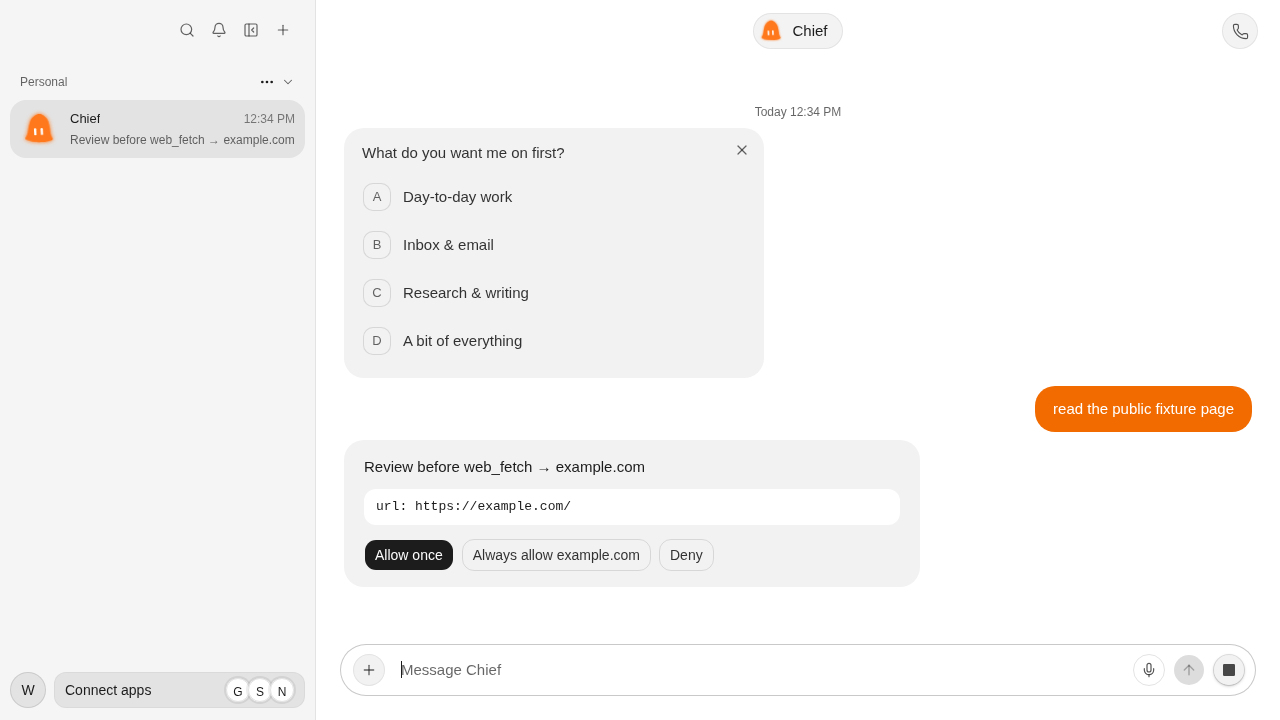 Chief
Personal
Chief
12:34 PM
Review before web_fetch → example.com
Today 12:34 PM
What do you want me on first?
A Day-to-day work
B Inbox & email
C Research & writing
D A bit of everything
read the public fixture page
Review before web_fetch → example.com
url: https://example.com/
Allow once
Always allow example.com
Deny
W
Connect apps
G S N
Message Chief